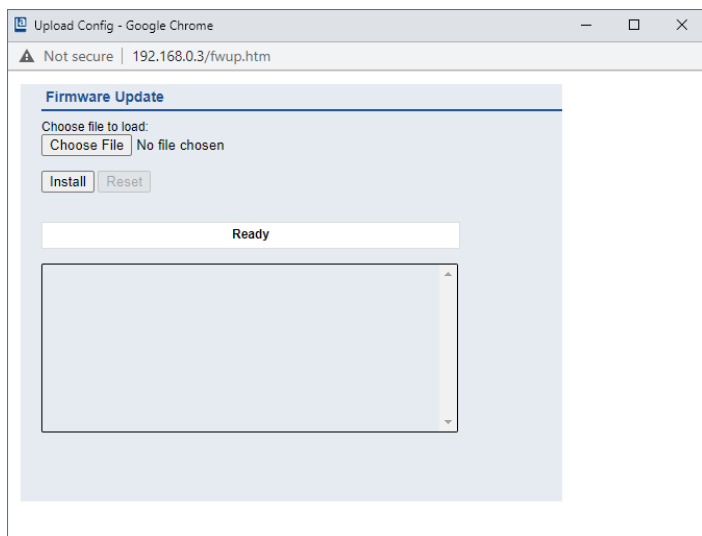 Upload Config - Google Chrome
Not secure | 192.168.0.3/fwup.htm
Firmware Update
Choose file to load:
Choose File No file chosen
Install Reset
Ready